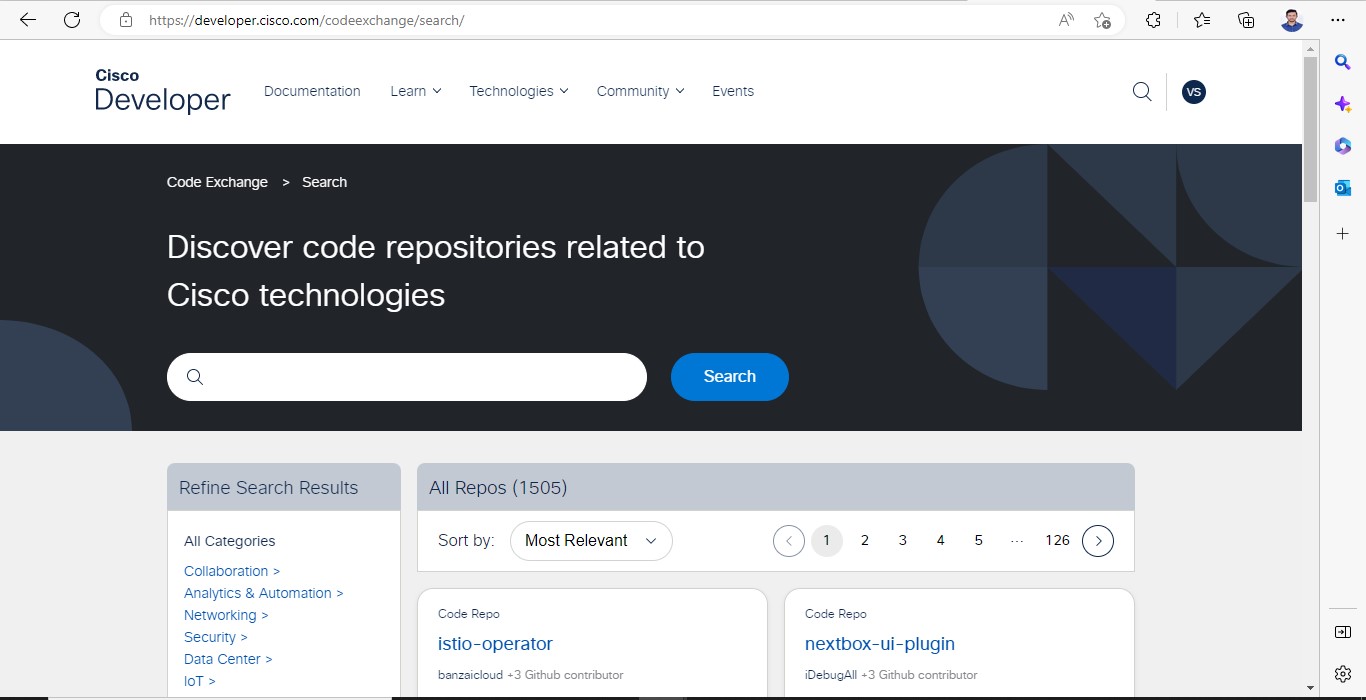 https://developer.cisco.com/codeexchange/search/
Cisco
Developer
Documentation Learn Technologies Community Events
VS
Code Exchange > Search
Discover code repositories related to
Cisco technologies
Search
Refine Search Results
All Categories
Collaboration >
Analytics & Automation >
Networking >
Security >
Data Center >
IoT >
All Repos (1505)
Sort by: Most Relevant < 1 2 3 4 5 ... 126 >
Code Repo
istio-operator
banzaicloud +3 Github contributor
Code Repo
nextbox-ui-plugin
iDebugAll +3 Github contributor